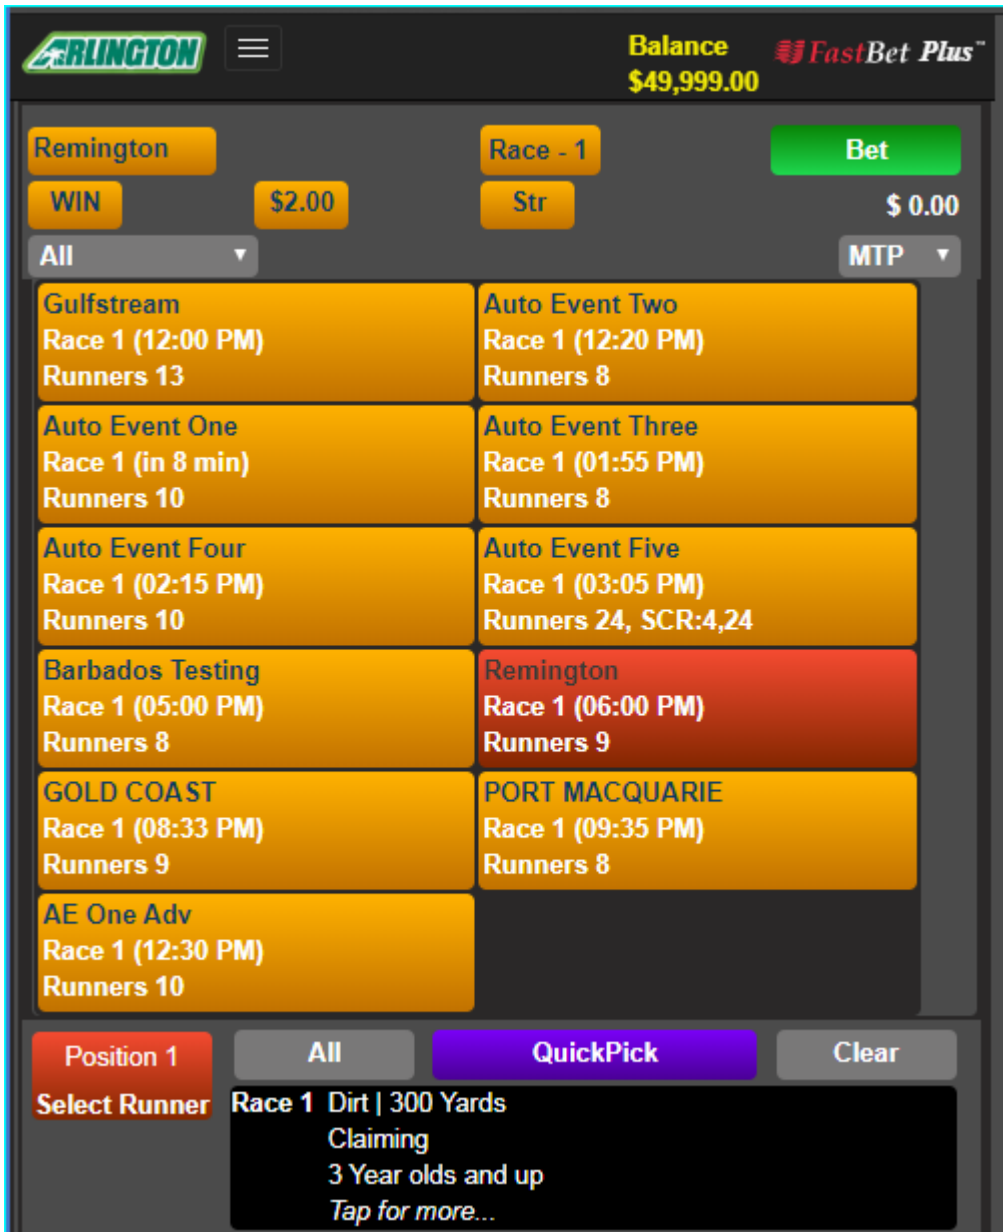 ARLINGTON
Balance
$49,999.00
FastBet Plus™
Remington
Race - 1
Bet
WIN
$2.00
Str
$ 0.00
All
MTP
Gulfstream
Race 1 (12:00 PM)
Runners 13
Auto Event Two
Race 1 (12:20 PM)
Runners 8
Auto Event One
Race 1 (in 8 min)
Runners 10
Auto Event Three
Race 1 (01:55 PM)
Runners 8
Auto Event Four
Race 1 (02:15 PM)
Runners 10
Auto Event Five
Race 1 (03:05 PM)
Runners 24, SCR:4,24
Barbados Testing
Race 1 (05:00 PM)
Runners 8
Remington
Race 1 (06:00 PM)
Runners 9
GOLD COAST
Race 1 (08:33 PM)
Runners 9
PORT MACQUARIE
Race 1 (09:35 PM)
Runners 8
AE One Adv
Race 1 (12:30 PM)
Runners 10
Position 1
Select Runner
All
QuickPick
Clear
Race 1 Dirt | 300 Yards
Claiming
3 Year olds and up
Tap for more...